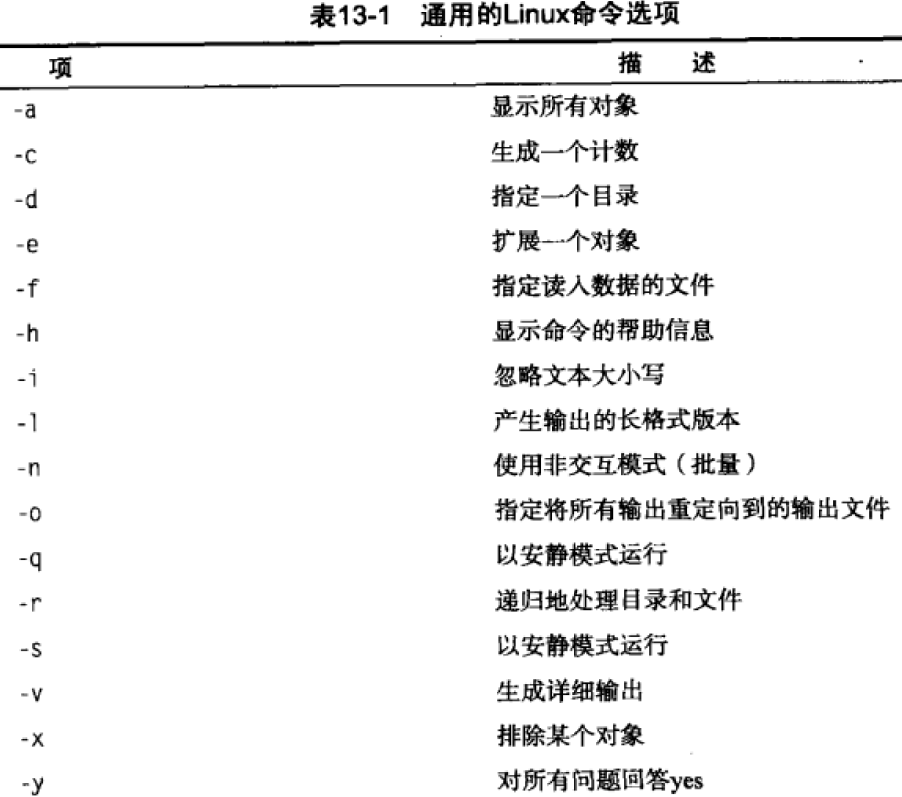 表13-1 通用的Linux命令选项
项 描 述
-a 显示所有对象
-c 生成一个计数
-d 指定一个目录
-e 扩展一个对象
-f 指定读入数据的文件
-h 显示命令的帮助信息
-i 忽略文本大小写
-l 产生输出的长格式版本
-n 使用非交互模式（批量）
-o 指定将所有输出重定向到的输出文件
-q 以安静模式运行
-r 递归地处理目录和文件
-s 以安静模式运行
-v 生成详细输出
-x 排除某个对象
-y 对所有问题回答yes